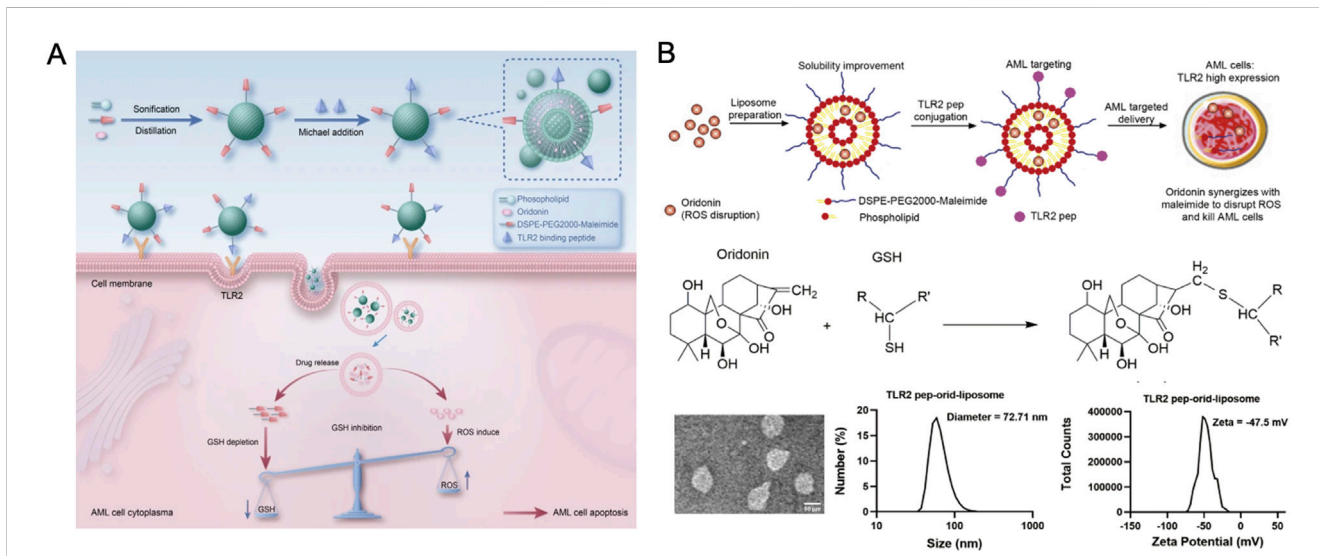 A
Sonification
Distillation
Michael addition
Phosopholipid
Oridonin
DSPE-PEG2000-Maleimide
TLR2 binding peptide
Cell membrane
TLR2
Drug release
GSH depletion
GSH inhibition
ROS induce
GSH
ROS
AML cell cytoplasma
AML cell apoptosis
B
Solubility improvement
AML targeting
AML cells:
TLR2 high expression
Liposome
preparation
TLR2 pep
conjugation
AML targeted
delivery
Oridonin
(ROS disruption)
DSPE-PEG2000-Maleimide
Phospholipid
TLR2 pep
Oridonin synergizes with
maleimide to disrupt ROS
and kill AML cells
Oridonin
GSH
OH
CH2
OH
O
O
OH
H
OH
+
R
R'
HC
SH
H2
C
S
R
HC
R'
OH
OH
O
O
OH
H
OH
TLR2 pep-orid-liposome
Diameter = 72.71 nm
Number (%)
20
15
10
5
0
10
100
1000
Size (nm)
TLR2 pep-orid-liposome
Zeta = -47.5 mV
Total Counts
400000
300000
200000
100000
0
-150
-100
-50
0
50
Zeta Potential (mV)